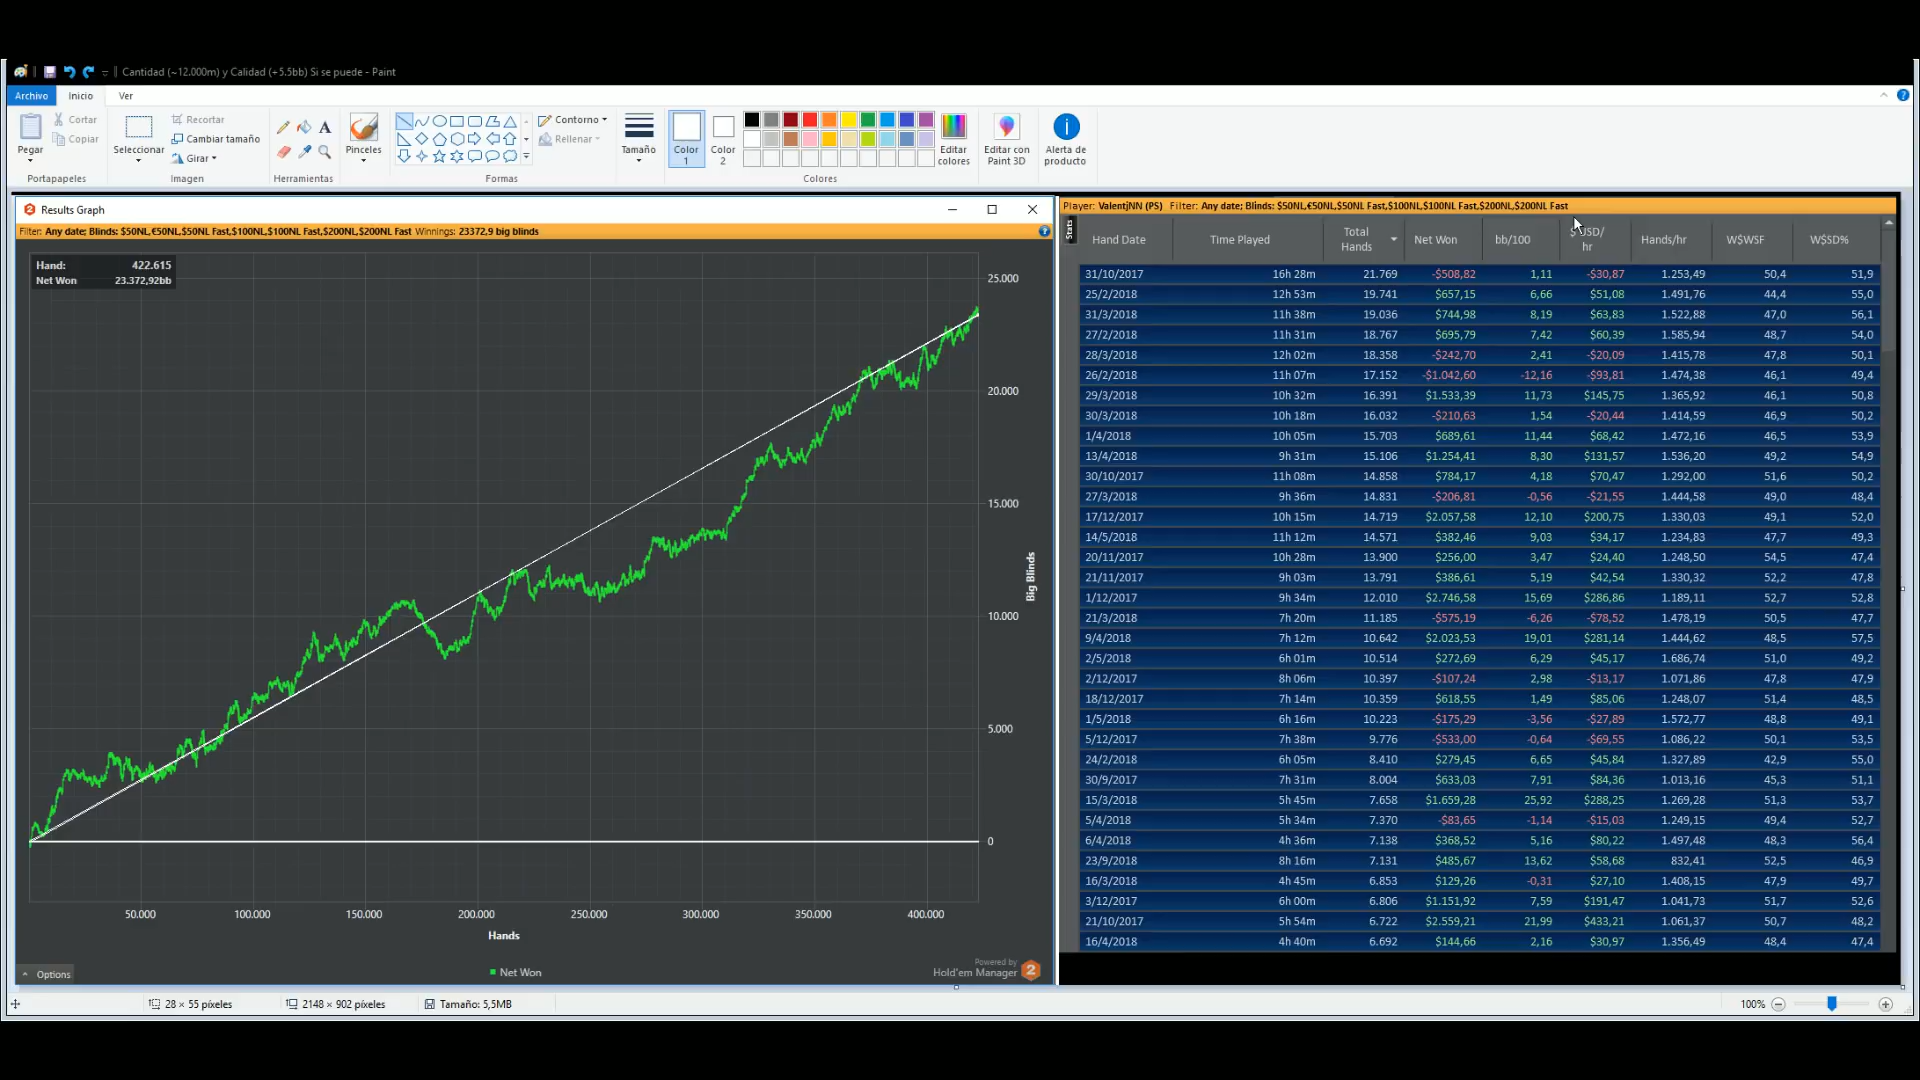 Cantidad (~12.000m) y Calidad (+5.5bb) Si se puede - Paint
Archivo Inicio Ver
Pegar
Cortar
Copiar
Portapapeles
Seleccionar
Recortar
Cambiar tamaño
Girar
Imagen
Herramientas
Pinceles
Contorno
Rellenar
Formas
Tamaño
Color 1
Color 2
Colores
Editar colores
Editar con Paint 3D
Alerta de producto
Results Graph
Filter: Any date; Blinds: $50NL,€50NL,$50NL Fast,$100NL,$100NL Fast,$200NL,$200NL Fast Winnings: 23372,9 big blinds
Hand: 422.615
Net Won 23.372,92bb
25.000
20.000
15.000
10.000
5.000
0
Big Blinds
50.000 100.000 150.000 200.000 250.000 300.000 350.000 400.000
Hands
Net Won
Options
Powered by
Hold'em Manager 2
Player: ValentjNN (PS) Filter: Any date; Blinds: $50NL,€50NL,$50NL Fast,$100NL,$100NL Fast,$200NL,$200NL Fast
Stats
Hand Date Time Played Total Hands Net Won bb/100 $ USD/hr Hands/hr W$WSF W$SD%
31/10/2017 16h 28m 21.769 -$508,82 1,11 -$30,87 1.253,49 50,4 51,9
25/2/2018 12h 53m 19.741 $657,15 6,66 $51,08 1.491,76 44,4 55,0
31/3/2018 11h 38m 19.036 $744,98 8,19 $63,83 1.522,88 47,0 56,1
27/2/2018 11h 31m 18.767 $695,79 7,42 $60,39 1.585,94 48,7 54,0
28/3/2018 12h 02m 18.358 -$242,70 2,41 -$20,09 1.415,78 47,8 50,1
26/2/2018 11h 07m 17.152 -$1.042,60 -12,16 -$93,81 1.474,38 46,1 49,4
29/3/2018 10h 32m 16.391 $1.533,39 11,73 $145,75 1.365,92 46,1 50,8
30/3/2018 10h 18m 16.032 -$210,63 1,54 -$20,44 1.414,59 46,9 50,2
1/4/2018 10h 05m 15.703 $689,61 11,44 $68,42 1.472,16 46,5 53,9
13/4/2018 9h 31m 15.106 $1.254,41 8,30 $131,57 1.536,20 49,2 54,9
30/10/2017 11h 08m 14.858 $784,17 4,18 $70,47 1.292,00 51,6 50,2
27/3/2018 9h 36m 14.831 -$206,81 -0,56 -$21,55 1.444,58 49,0 48,4
17/12/2017 10h 15m 14.719 $2.057,58 12,10 $200,75 1.330,03 49,1 52,0
14/5/2018 11h 12m 14.571 $382,46 9,03 $34,17 1.234,83 47,7 49,3
20/11/2017 10h 28m 13.900 $256,00 3,47 $24,40 1.248,50 54,5 47,4
21/11/2017 9h 03m 13.791 $386,61 5,19 $42,54 1.330,32 52,2 47,8
1/12/2017 9h 34m 12.010 $2.746,58 15,69 $286,86 1.189,11 52,7 52,8
21/3/2018 7h 20m 11.185 -$575,19 -6,26 -$78,52 1.478,19 50,5 47,7
9/4/2018 7h 12m 10.642 $2.023,53 19,01 $281,14 1.444,62 48,5 57,5
2/5/2018 6h 01m 10.514 $272,69 6,29 $45,17 1.686,74 51,0 49,2
2/12/2017 8h 06m 10.397 -$107,24 2,98 -$13,17 1.071,86 47,8 47,9
18/12/2017 7h 14m 10.359 $618,55 1,49 $85,06 1.248,07 51,4 48,5
1/5/2018 6h 16m 10.223 -$175,29 -3,56 -$27,89 1.572,77 48,8 49,1
5/12/2017 7h 38m 9.776 -$533,00 -0,64 -$69,55 1.086,22 50,1 53,5
24/2/2018 6h 05m 8.410 $279,45 6,65 $45,84 1.327,89 42,9 55,0
30/9/2017 7h 31m 8.004 $633,03 7,91 $84,36 1.013,16 45,3 51,1
15/3/2018 5h 45m 7.658 $1.659,28 25,92 $288,25 1.269,28 51,3 53,7
5/4/2018 5h 34m 7.370 -$83,65 -1,14 -$15,03 1.249,15 49,4 52,7
6/4/2018 4h 36m 7.138 $368,52 5,16 $80,22 1.497,48 48,3 56,4
23/9/2018 8h 16m 7.131 $485,67 13,62 $58,68 832,41 52,5 46,9
16/3/2018 4h 45m 6.853 $129,26 -0,31 $27,10 1.408,15 47,9 49,7
3/12/2017 6h 00m 6.806 $1.151,92 7,59 $191,47 1.041,73 51,7 52,6
21/10/2017 5h 54m 6.722 $2.559,21 21,99 $433,21 1.061,37 50,7 48,2
16/4/2018 4h 40m 6.692 $144,66 2,16 $30,97 1.356,49 48,4 47,4
28 × 55 píxeles 2148 × 902 píxeles Tamaño: 5,5MB 100%